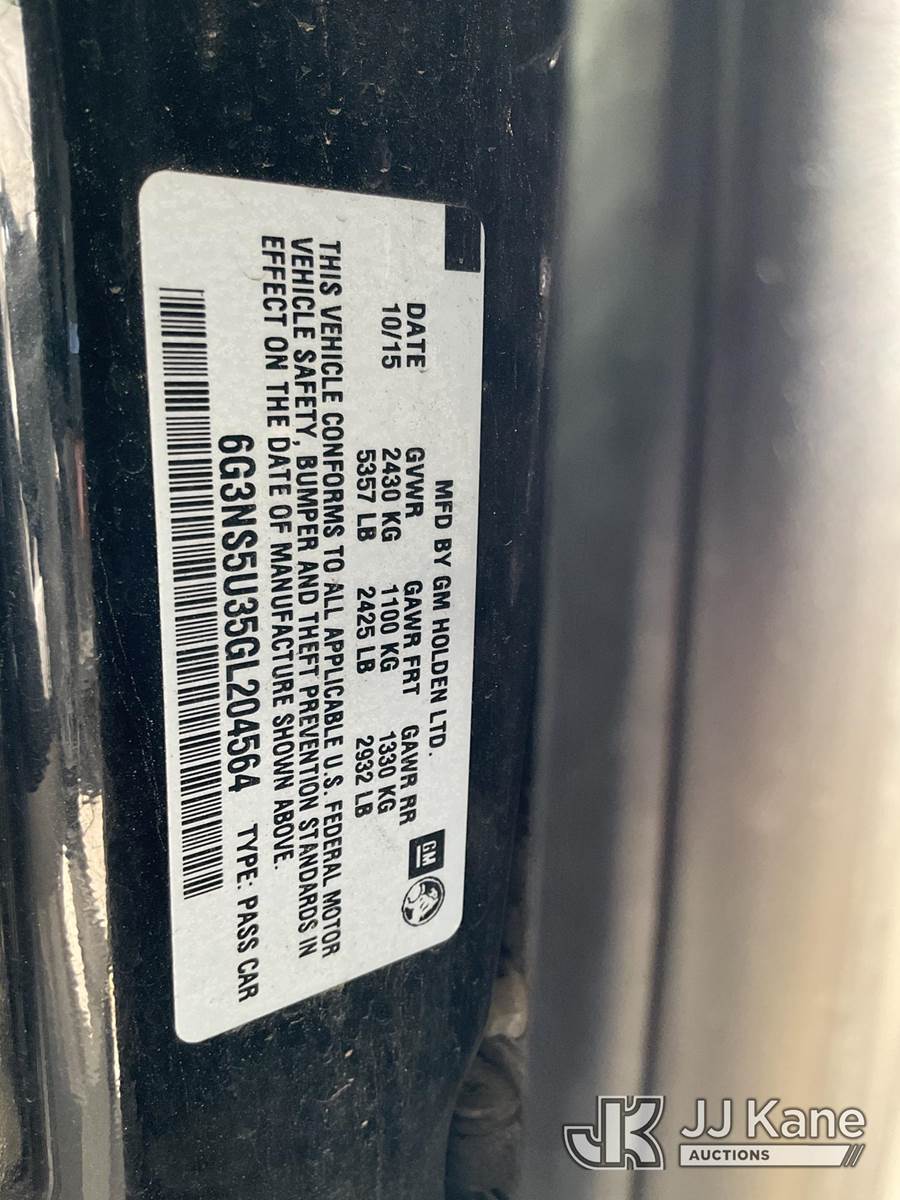 MFD BY GM HOLDEN LTD.
DATE GVWR GAWR FRT GAWR RR
10/15 2430 KG 1100 KG 1330 KG
5357 LB 2425 LB 2932 LB
GM
THIS VEHICLE CONFORMS TO ALL APPLICABLE U.S. FEDERAL MOTOR
VEHICLE SAFETY, BUMPER AND THEFT PREVENTION STANDARDS IN
EFFECT ON THE DATE OF MANUFACTURE SHOWN ABOVE.
6G3NS5U35GL204564 TYPE: PASS CAR
JK JJ Kane
AUCTIONS